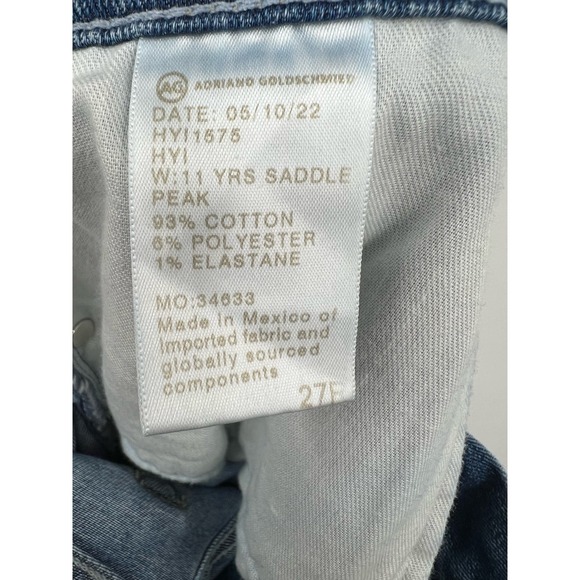 AG ADRIANO GOLDSCHMIED
DATE: 05/10/22
HYI1575
HYI
W:11 YRS SADDLE
PEAK
93% COTTON
6% POLYESTER
1% ELASTANE
MO:34633
Made in Mexico of
Imported fabric and
globally sourced
components